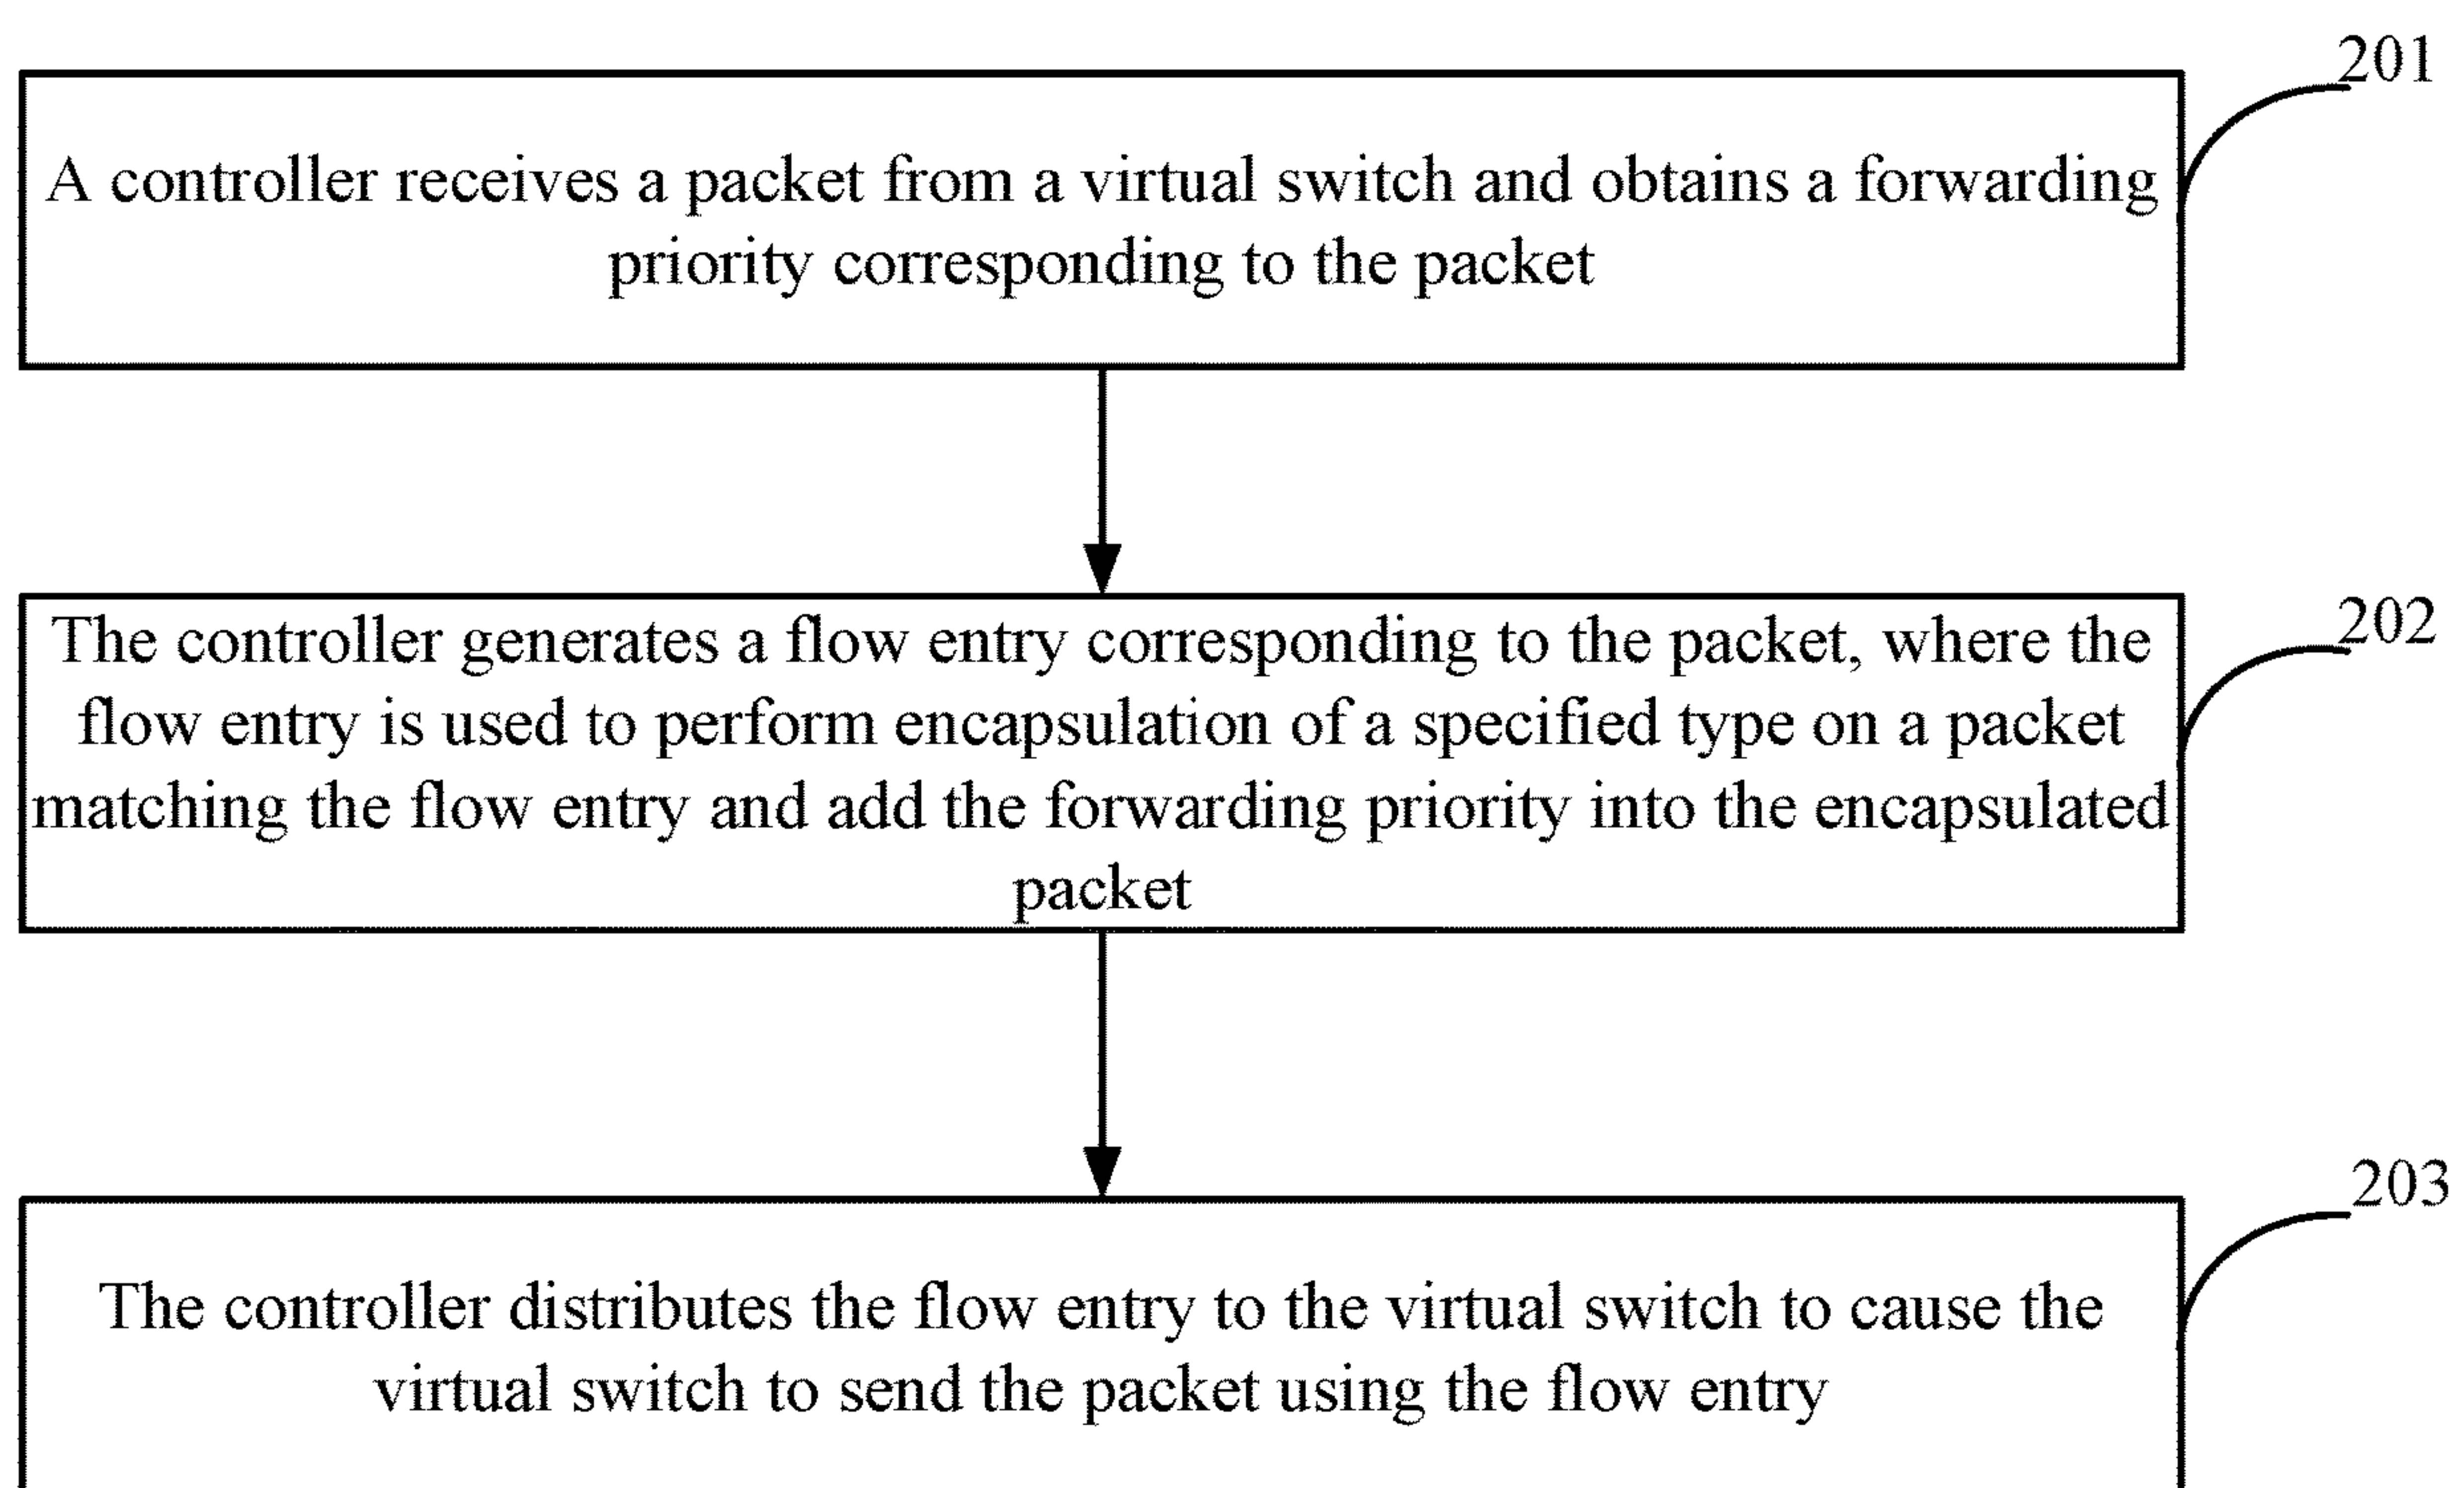 201
A controller receives a packet from a virtual switch and obtains a forwarding
priority corresponding to the packet
202
The controller generates a flow entry corresponding to the packet, where the
flow entry is used to perform encapsulation of a specified type on a packet
matching the flow entry and add the forwarding priority into the encapsulated
packet
203
The controller distributes the flow entry to the virtual switch to cause the
virtual switch to send the packet using the flow entry